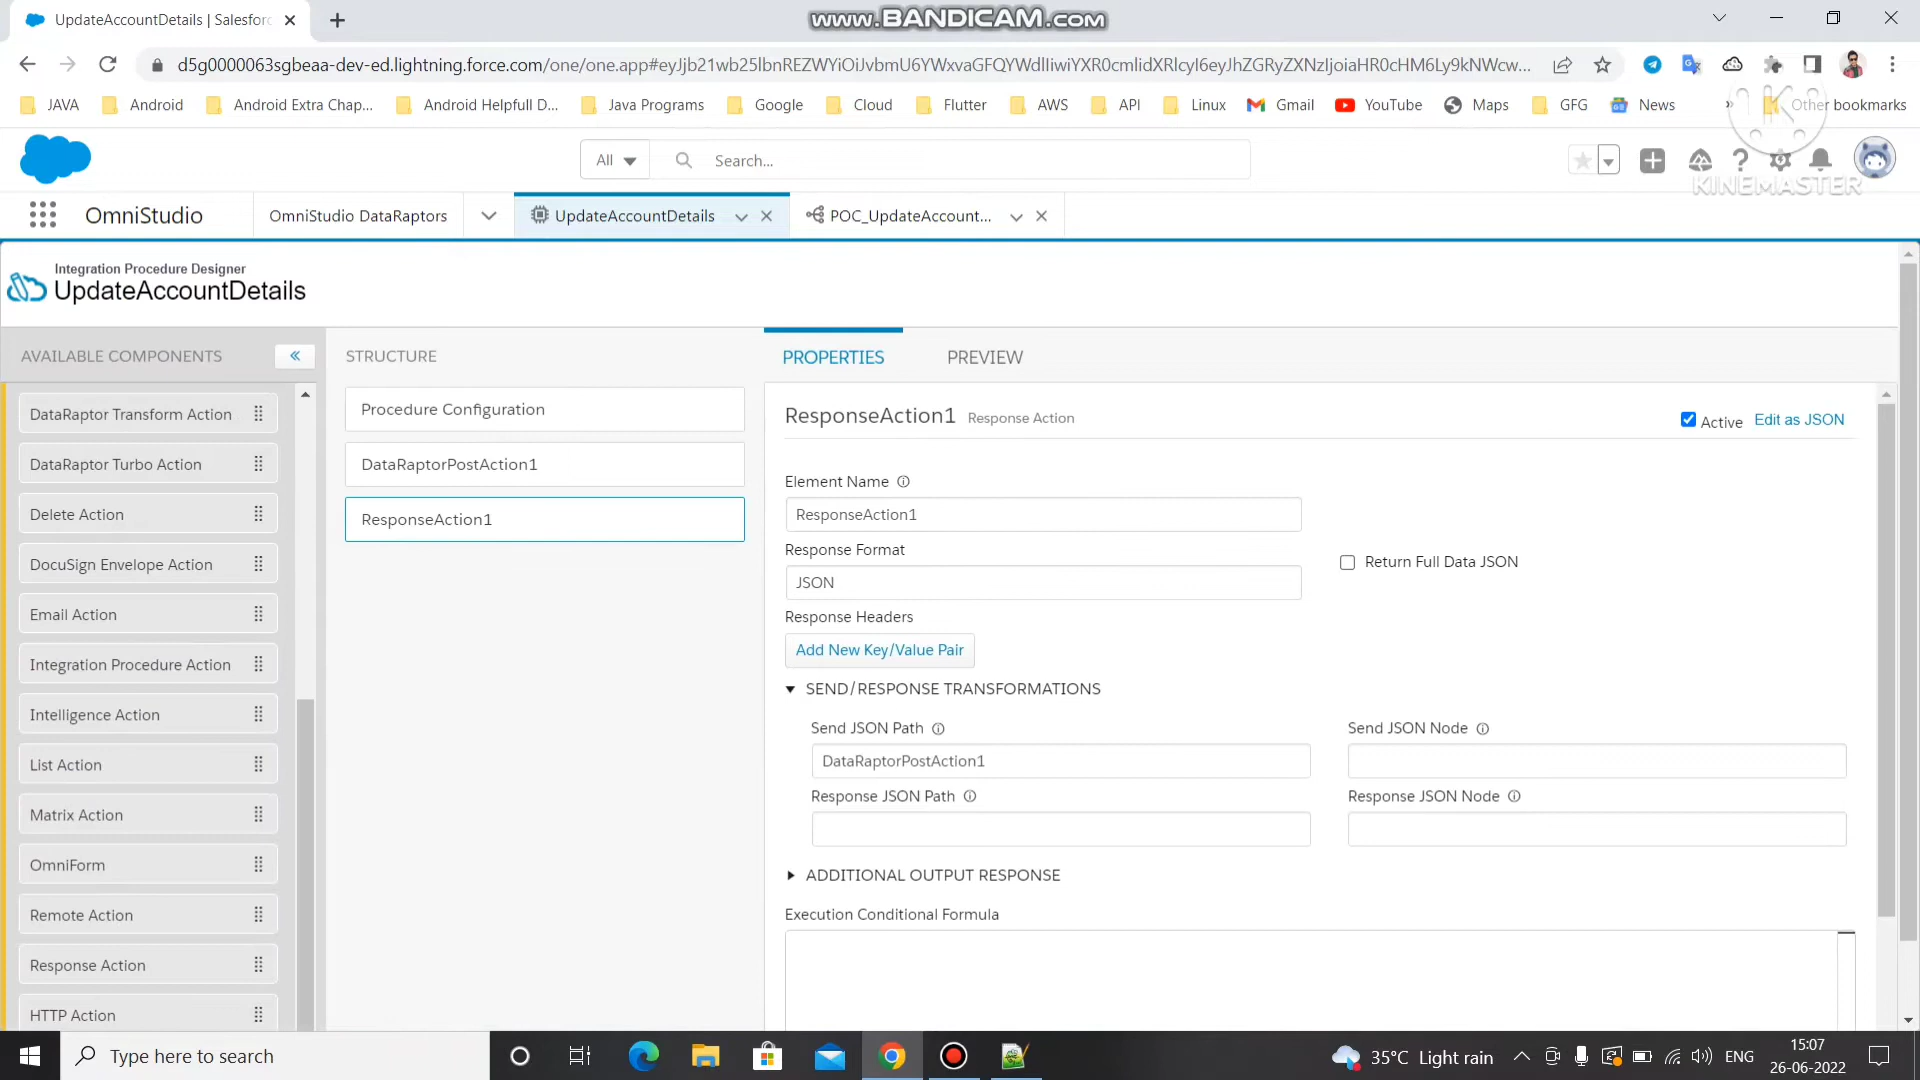 UpdateAccountDetails | Salesforc
www.BANDICAM.com
d5g0000063sgbeaa-dev-ed.lightning.force.com/one/one.app#eyJjb21wb25lbnREZWYiOiJvbmU6YWxvaGFQYWdlIiwiYXR0cmlidXRlcyI6eyJhZGRyZXNzIjoiaHR0cHM6Ly9kNWcw...
JAVA
Android
Android Extra Chap...
Android Helpfull D...
Java Programs
Google
Cloud
Flutter
AWS
API
Linux
Gmail
YouTube
Maps
GFG
News
»
Other bookmarks
All
Search...
KINEMASTER
OmniStudio
OmniStudio DataRaptors
UpdateAccountDetails
POC_UpdateAccount...
Integration Procedure Designer
UpdateAccountDetails
AVAILABLE COMPONENTS
DataRaptor Transform Action
DataRaptor Turbo Action
Delete Action
DocuSign Envelope Action
Email Action
Integration Procedure Action
Intelligence Action
List Action
Matrix Action
OmniForm
Remote Action
Response Action
HTTP Action
STRUCTURE
Procedure Configuration
DataRaptorPostAction1
ResponseAction1
PROPERTIES
PREVIEW
ResponseAction1 Response Action
Active
Edit as JSON
Element Name
ResponseAction1
Response Format
JSON
Return Full Data JSON
Response Headers
Add New Key/Value Pair
SEND/RESPONSE TRANSFORMATIONS
Send JSON Path
Send JSON Node
DataRaptorPostAction1
Response JSON Path
Response JSON Node
ADDITIONAL OUTPUT RESPONSE
Execution Conditional Formula
Type here to search
35°C Light rain
ENG
15:07
26-06-2022